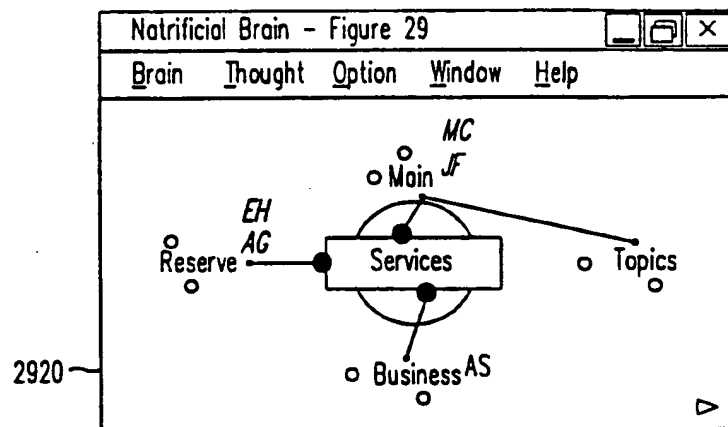 Natrificial Brain - Figure 29
Brain Thought Option Window Help
MC
Main JF
EH
AG
Reserve Services Topics
2920
Business AS